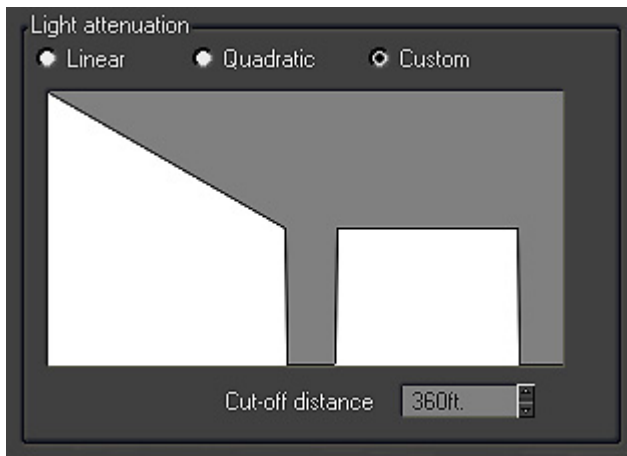 Light attenuation
Linear Quadratic Custom
Cut-off distance 360ft.